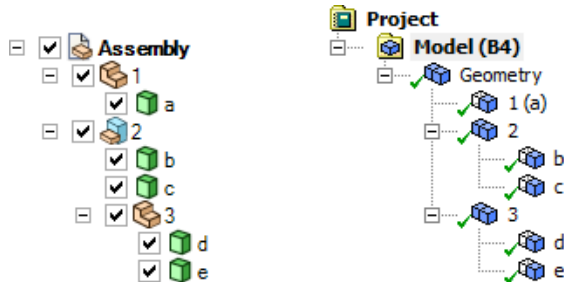 Assembly
1
a
2
b
c
3
d
e
Project
Model (B4)
Geometry
1 (a)
2
b
c
3
d
e